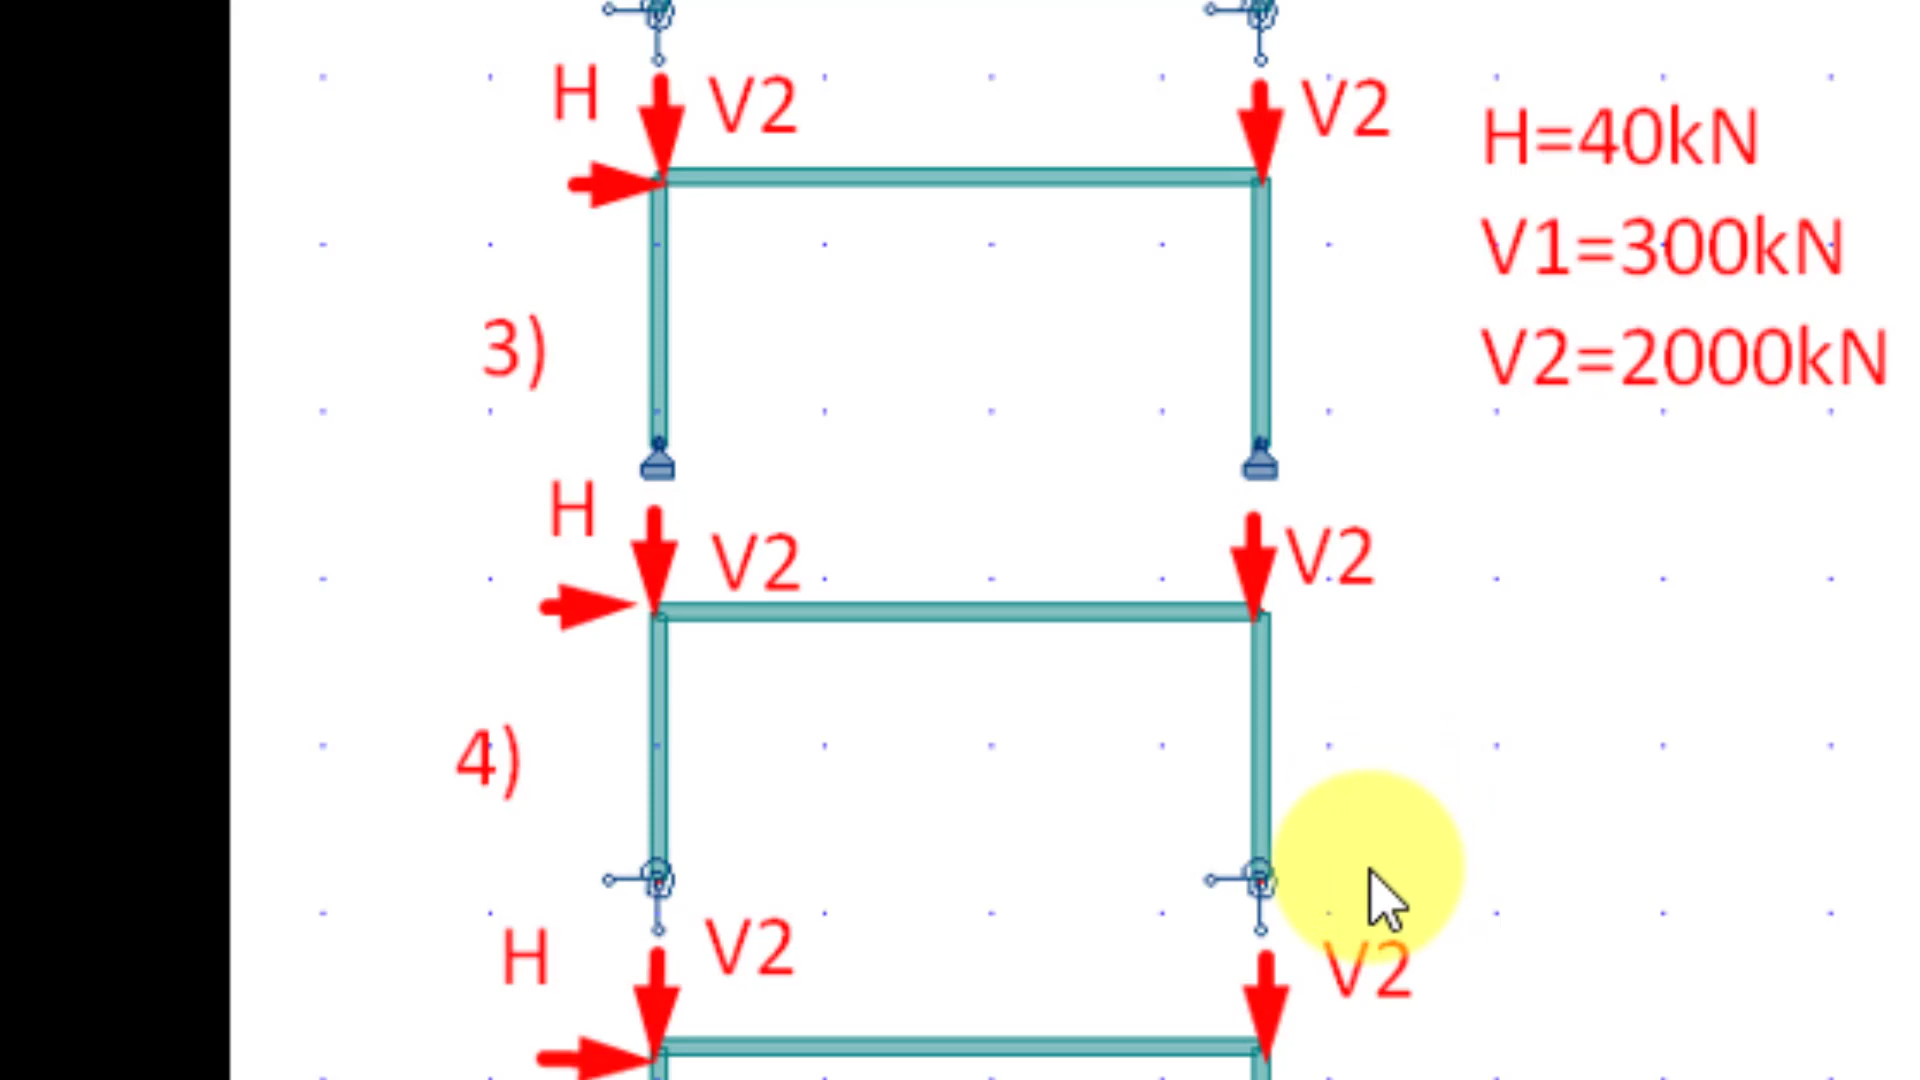 H V2 V2
H=40kN
V1=300kN
3)
V2=2000kN
H V2 V2
4)
H V2 V2